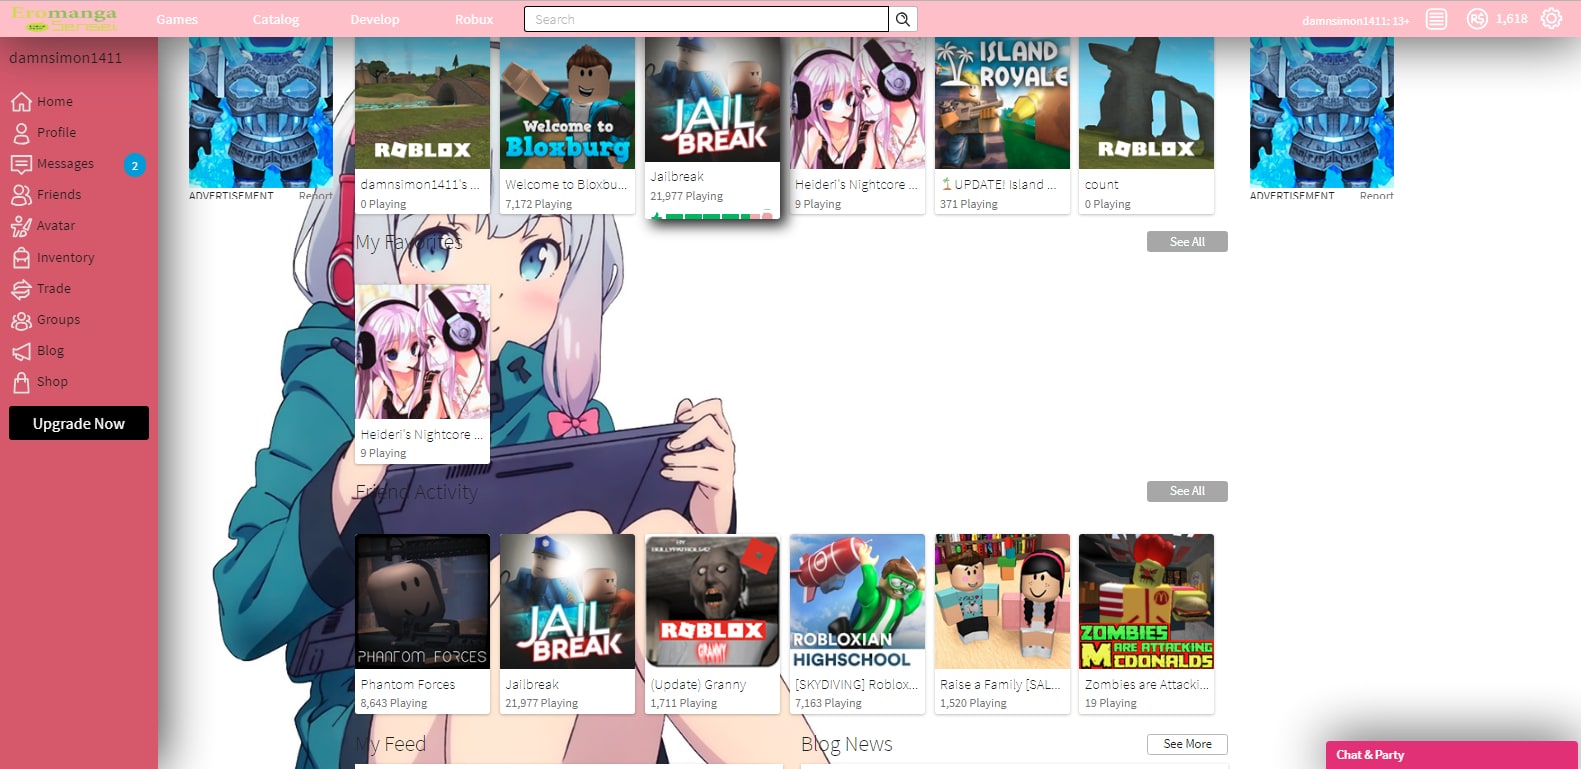 Eromanga
Sensei
Games
Catalog
Develop
Robux
Search
damnsimon1411: 13+
R$
1,618
damnsimon1411
Home
Profile
Messages
2
Friends
Avatar
Inventory
Trade
Groups
Blog
Shop
Upgrade Now
ADVERTISEMENT
Report
ROBLOX
damnsimon1411's ...
0 Playing
Welcome to
Bloxburg
Welcome to Bloxbu...
7,172 Playing
JAIL
BREAK
Jailbreak
21,977 Playing
Heideri's Nightcore ...
9 Playing
ISLAND
ROYALE
UPDATE! Island ...
371 Playing
ROBLOX
count
0 Playing
ADVERTISEMENT
Report
My Favorites
See All
Heideri's Nightcore ...
9 Playing
Friend Activity
See All
PHANTOM FORCES
Phantom Forces
8,643 Playing
JAIL
BREAK
Jailbreak
21,977 Playing
ROBLOX
GRANNY
(Update) Granny
1,711 Playing
ROBLOXIAN
HIGHSCHOOL
[SKYDIVING] Roblox...
7,163 Playing
Raise a Family [SAL...
1,520 Playing
ZOMBIES
ARE ATTACKING
MCDONALDS
Zombies are Attacki...
19 Playing
My Feed
Blog News
See More
Chat & Party